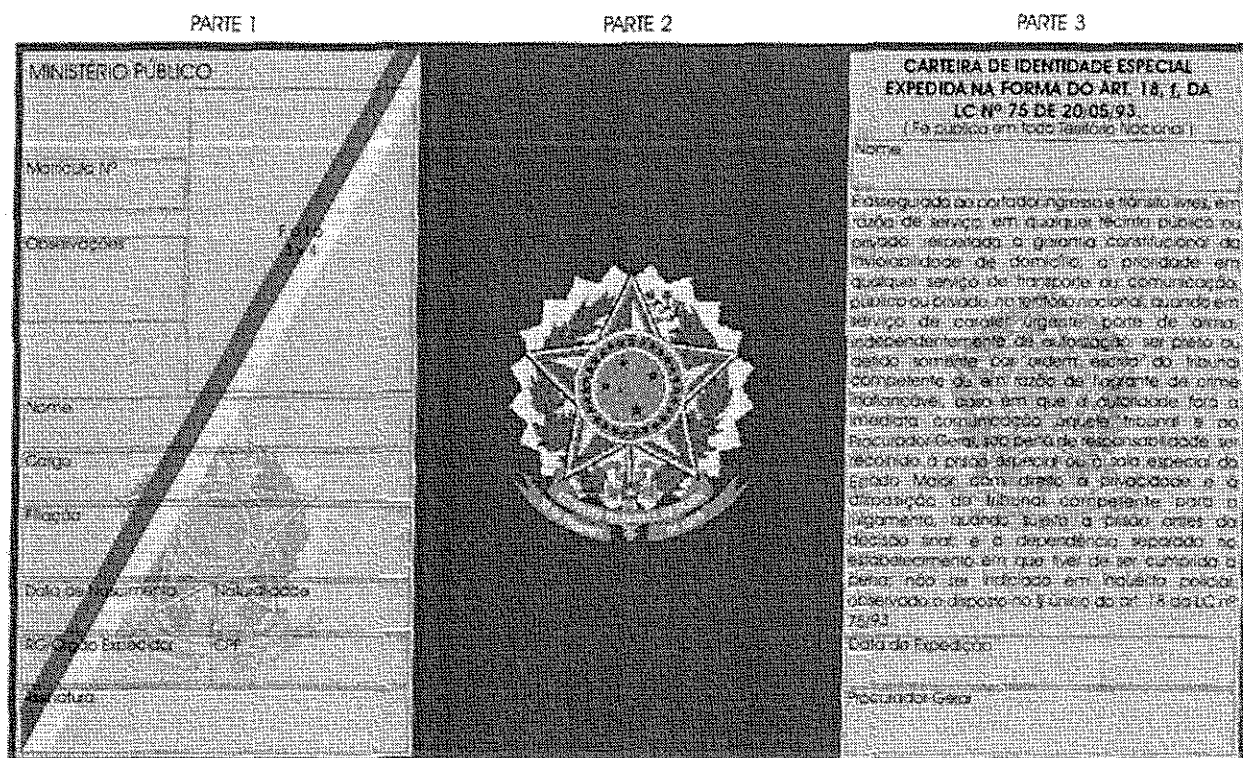 PARTE 1
PARTE 2
PARTE 3
MINISTÉRIO PÚBLICO
Matrícula Nº
Observações
Nome
Cargo
Filiação
Data de Nascimento Naturalidade
RG-Órgão Expedidor CPF
Assinatura
CARTEIRA DE IDENTIDADE ESPECIAL
EXPEDIDA NA FORMA DO ART. 18, f, DA
LC Nº 75 DE 20/05/93
( Fé pública em todo Território Nacional )
Nome
É assegurado ao portador ingresso e trânsito livres, em
razão de serviço, em qualquer recinto público ou
privado, respeitada a garantia constitucional da
inviolabilidade de domicílio, a prioridade em
qualquer serviço de transporte ou comunicação,
público ou privado, no território nacional, quando em
serviço de caráter urgente, porte de arma,
independentemente de autorização, ser preso ou
detido somente por ordem escrita do tribunal
competente ou em razão de flagrante de crime
inafiançável, caso em que a autoridade fará a
imediata comunicação àquele tribunal e ao
Procurador-Geral, sob pena de responsabilidade, ser
recolhido à prisão especial ou à sala especial do
Estado Maior, com direito a privacidade e à
disposição do tribunal competente para o
julgamento, quando sujeito a prisão antes da
decisão final; e à dependência separada no
estabelecimento em que tiver de ser cumprida a
pena; não ser indiciado em inquérito policial,
observado o disposto no § único do art. 18 da LC nº
75/93
Data de Expedição
Procurador-Geral